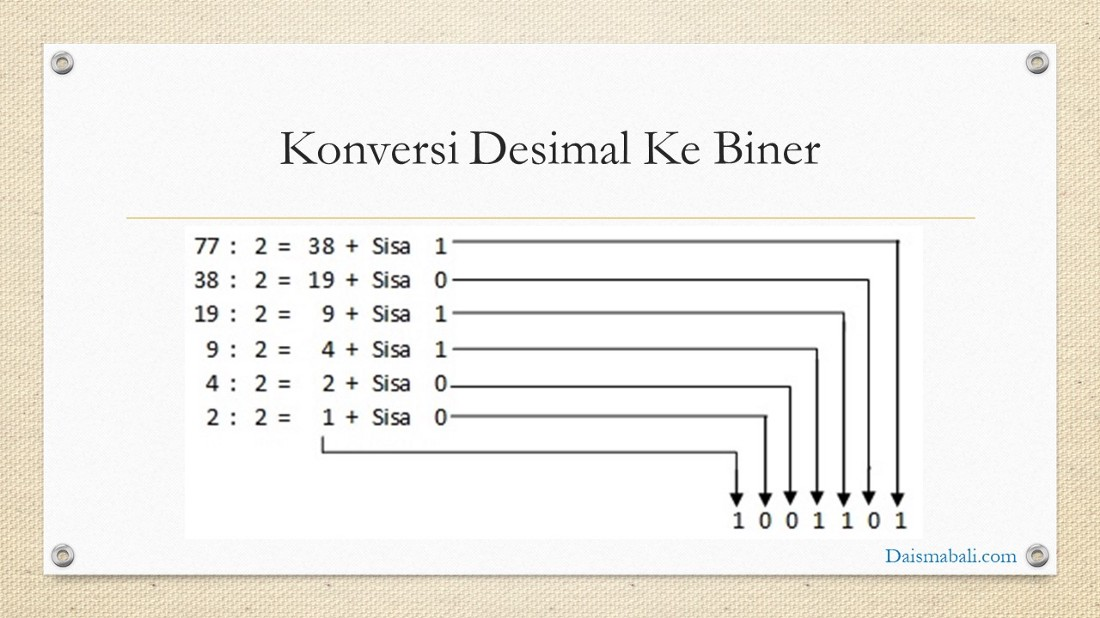 Konversi Desimal Ke Biner
77 : 2 = 38 + Sisa 1
38 : 2 = 19 + Sisa 0
19 : 2 = 9 + Sisa 1
9 : 2 = 4 + Sisa 1
4 : 2 = 2 + Sisa 0
2 : 2 = 1 + Sisa 0
1 0 0 1 1 0 1
Daismabali.com